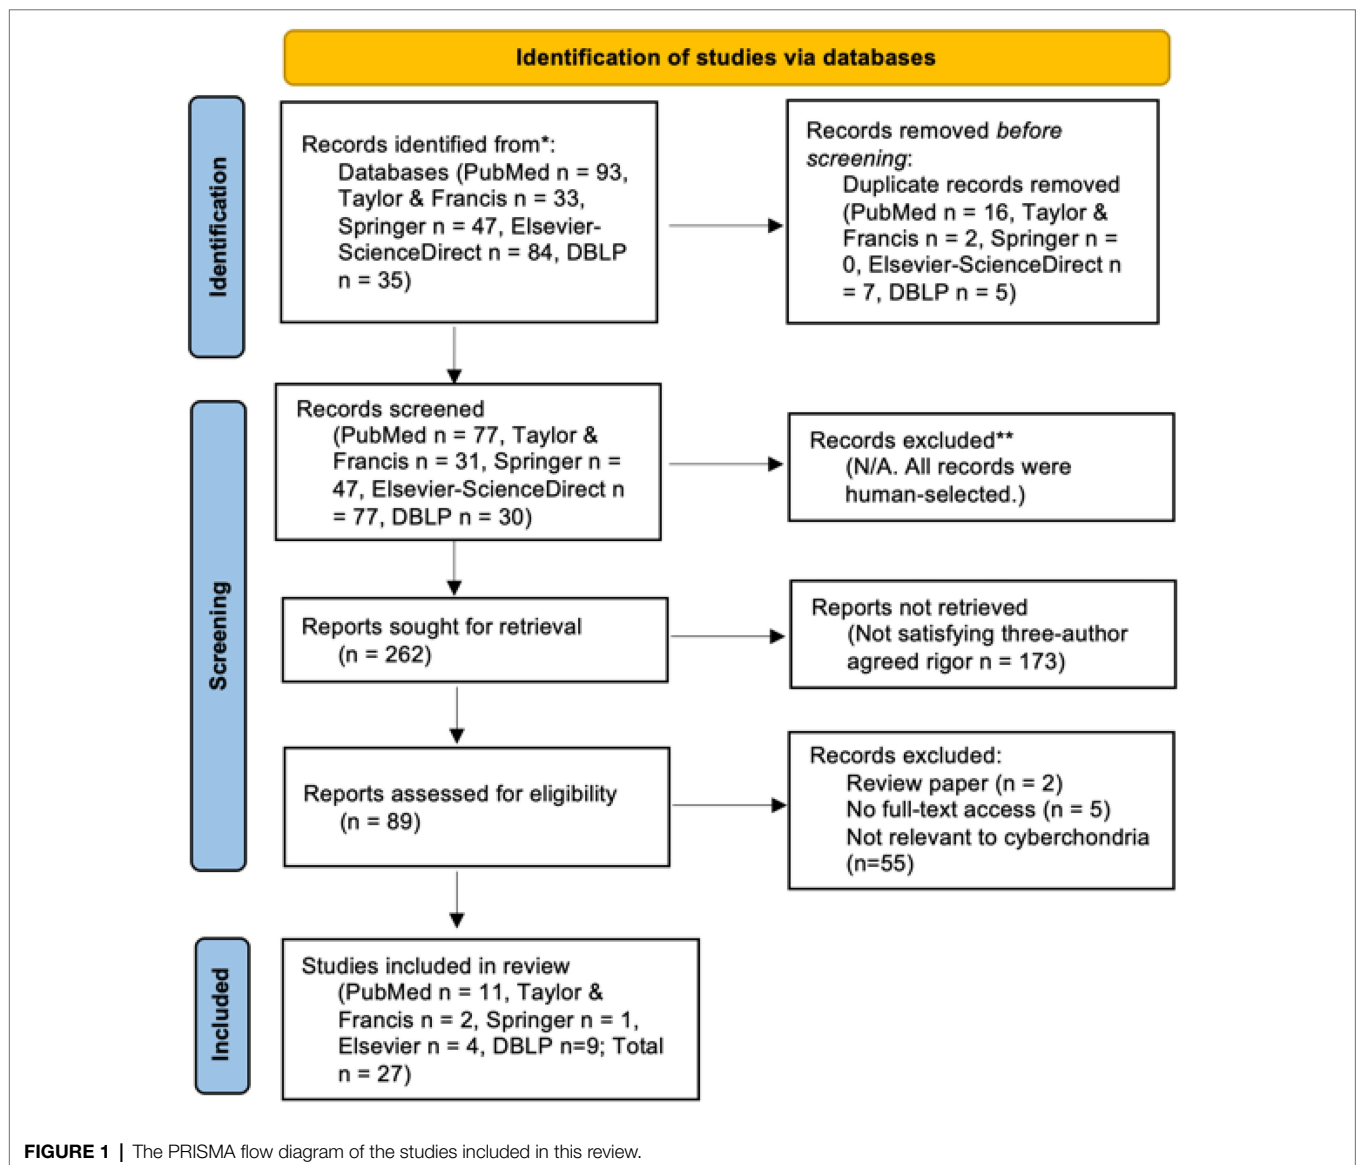 Identification of studies via databases
Identification
Records identified from*:
Databases (PubMed n = 93,
Taylor & Francis n = 33,
Springer n = 47, Elsevier-
ScienceDirect n = 84, DBLP
n = 35)
Records removed before
screening:
Duplicate records removed
(PubMed n = 16, Taylor &
Francis n = 2, Springer n =
0, Elsevier-ScienceDirect n
= 7, DBLP n = 5)
Screening
Records screened
(PubMed n = 77, Taylor &
Francis n = 31, Springer n =
47, Elsevier-ScienceDirect n
= 77, DBLP n = 30)
Records excluded**
(N/A. All records were
human-selected.)
Reports sought for retrieval
(n = 262)
Reports not retrieved
(Not satisfying three-author
agreed rigor n = 173)
Reports assessed for eligibility
(n = 89)
Records excluded:
Review paper (n = 2)
No full-text access (n = 5)
Not relevant to cyberchondria
(n=55)
Included
Studies included in review
(PubMed n = 11, Taylor &
Francis n = 2, Springer n = 1,
Elsevier n = 4, DBLP n=9; Total
n = 27)
FIGURE 1 | The PRISMA flow diagram of the studies included in this review.